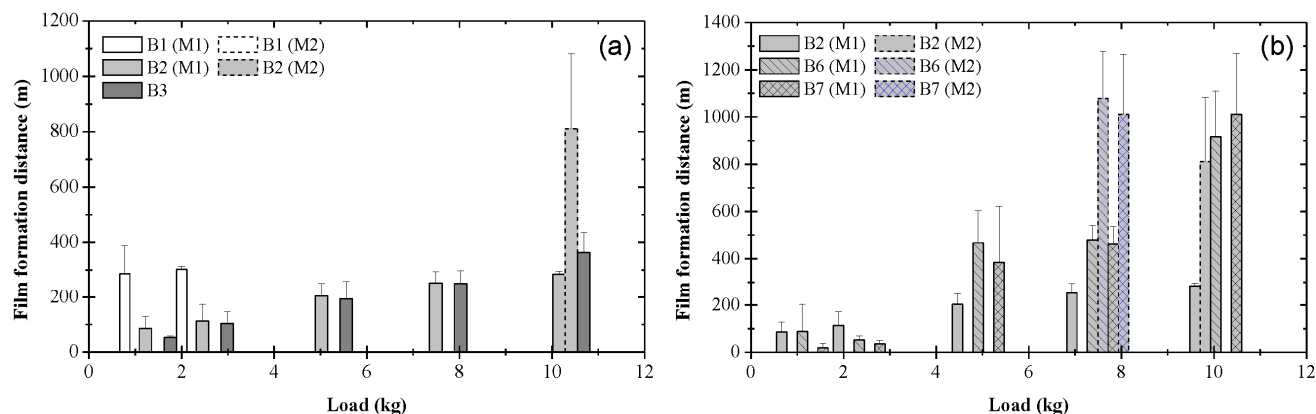 (a)
B1 (M1) B1 (M2)
B2 (M1) B2 (M2)
B3
Film formation distance (m)
1200
1000
800
600
400
200
0
0 2 4 6 8 10 12
Load (kg)
(b)
B2 (M1) B2 (M2)
B6 (M1) B6 (M2)
B7 (M1) B7 (M2)
Film formation distance (m)
1400
1200
1000
800
600
400
200
0
0 2 4 6 8 10 12
Load (kg)